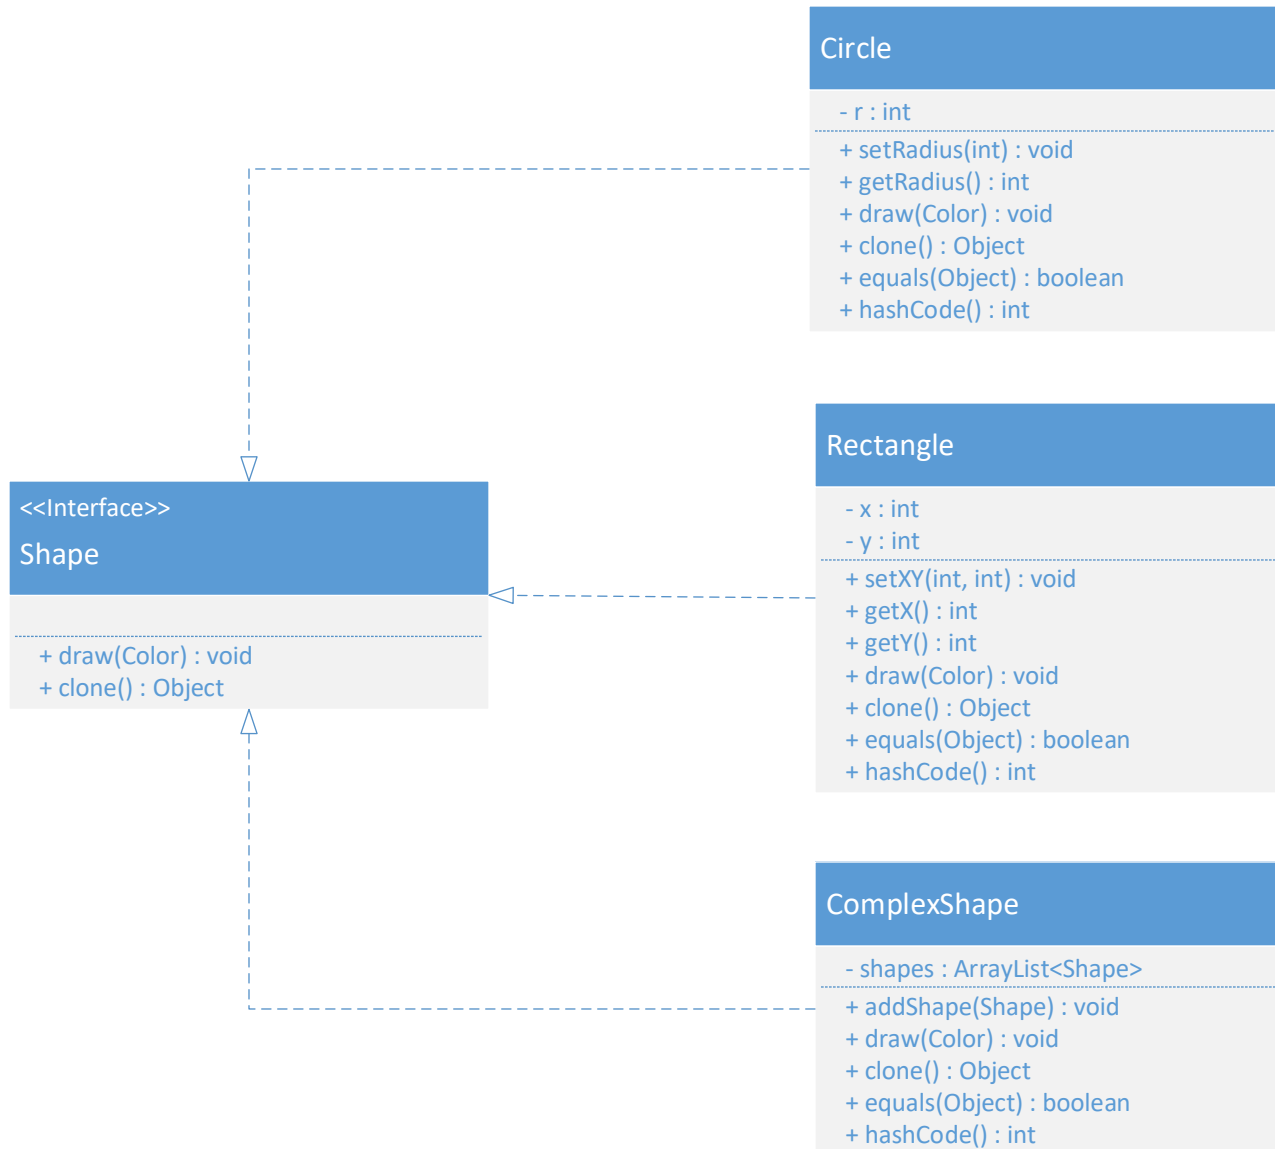 Circle
- r : int
+ setRadius(int) : void
+ getRadius() : int
+ draw(Color) : void
+ clone() : Object
+ equals(Object) : boolean
+ hashCode() : int
<<Interface>>
Shape
+ draw(Color) : void
+ clone() : Object
Rectangle
- x : int
- y : int
+ setXY(int, int) : void
+ getX() : int
+ getY() : int
+ draw(Color) : void
+ clone() : Object
+ equals(Object) : boolean
+ hashCode() : int
ComplexShape
- shapes : ArrayList<Shape>
+ addShape(Shape) : void
+ draw(Color) : void
+ clone() : Object
+ equals(Object) : boolean
+ hashCode() : int